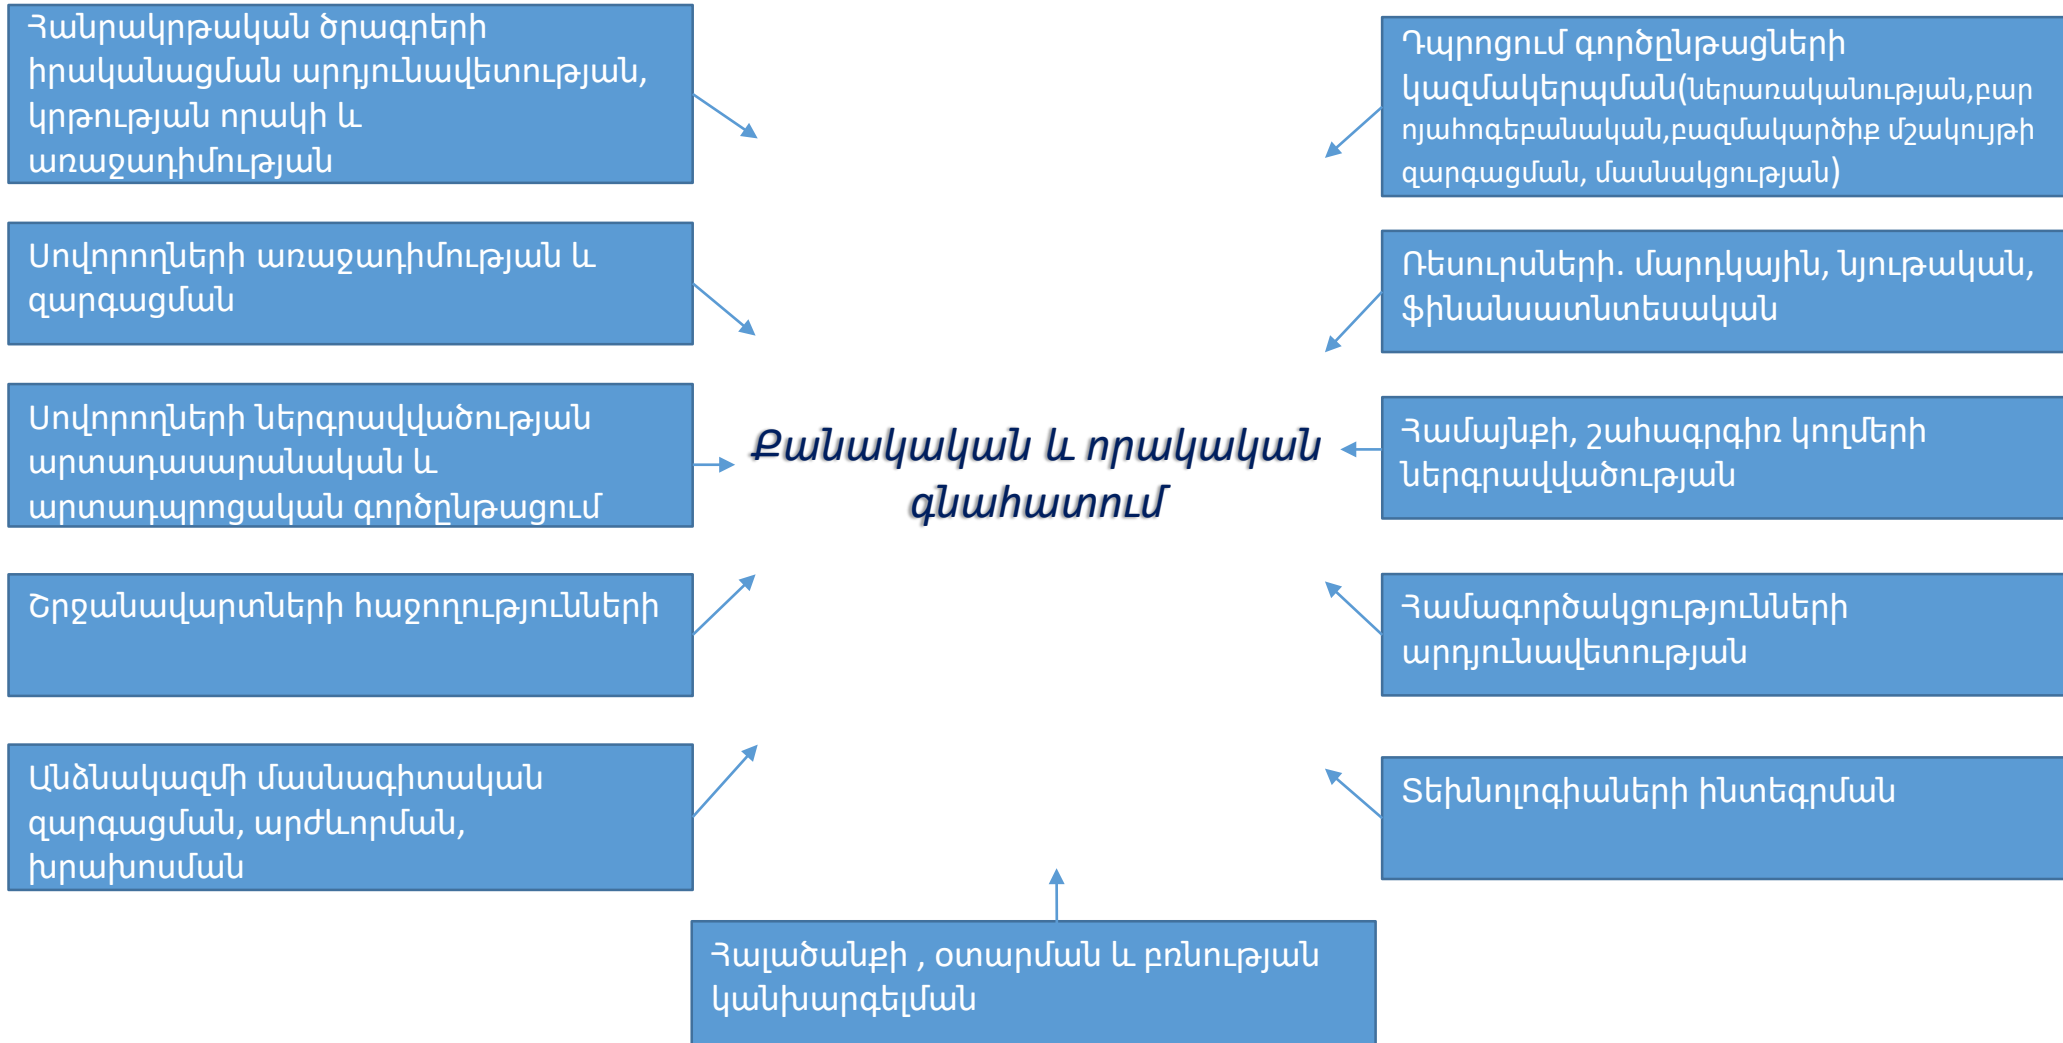 Հանրակրթական ծրագրերի
իրականացման արդյունավետության,
կրթության որակի և
առաջադիմության
Սովորողների առաջադիմության և
զարգացման
Սովորողների ներգրավվածության
արտադասարանական և
արտադպրոցական գործընթացում
Շրջանավարտների հաջողությունների
Անձնակազմի մասնագիտական
զարգացման, արժևորման,
խրախոսման
Քանակական և որակական
գնահատում
Դպրոցում գործընթացների
կազմակերպման(ներառականության,բար
ոյահոգեբանական,բազմակարծիք մշակույթի
զարգացման, մասնակցության)
Ռեսուրսների. մարդկային, նյութական,
ֆինանսատնտեսական
Համայնքի, շահագրգիռ կողմերի
ներգրավվածության
Համագործակցությունների
արդյունավետության
Տեխնոլոգիաների ինտեգրման
Հալածանքի , օտարման և բռնության
կանխարգելման